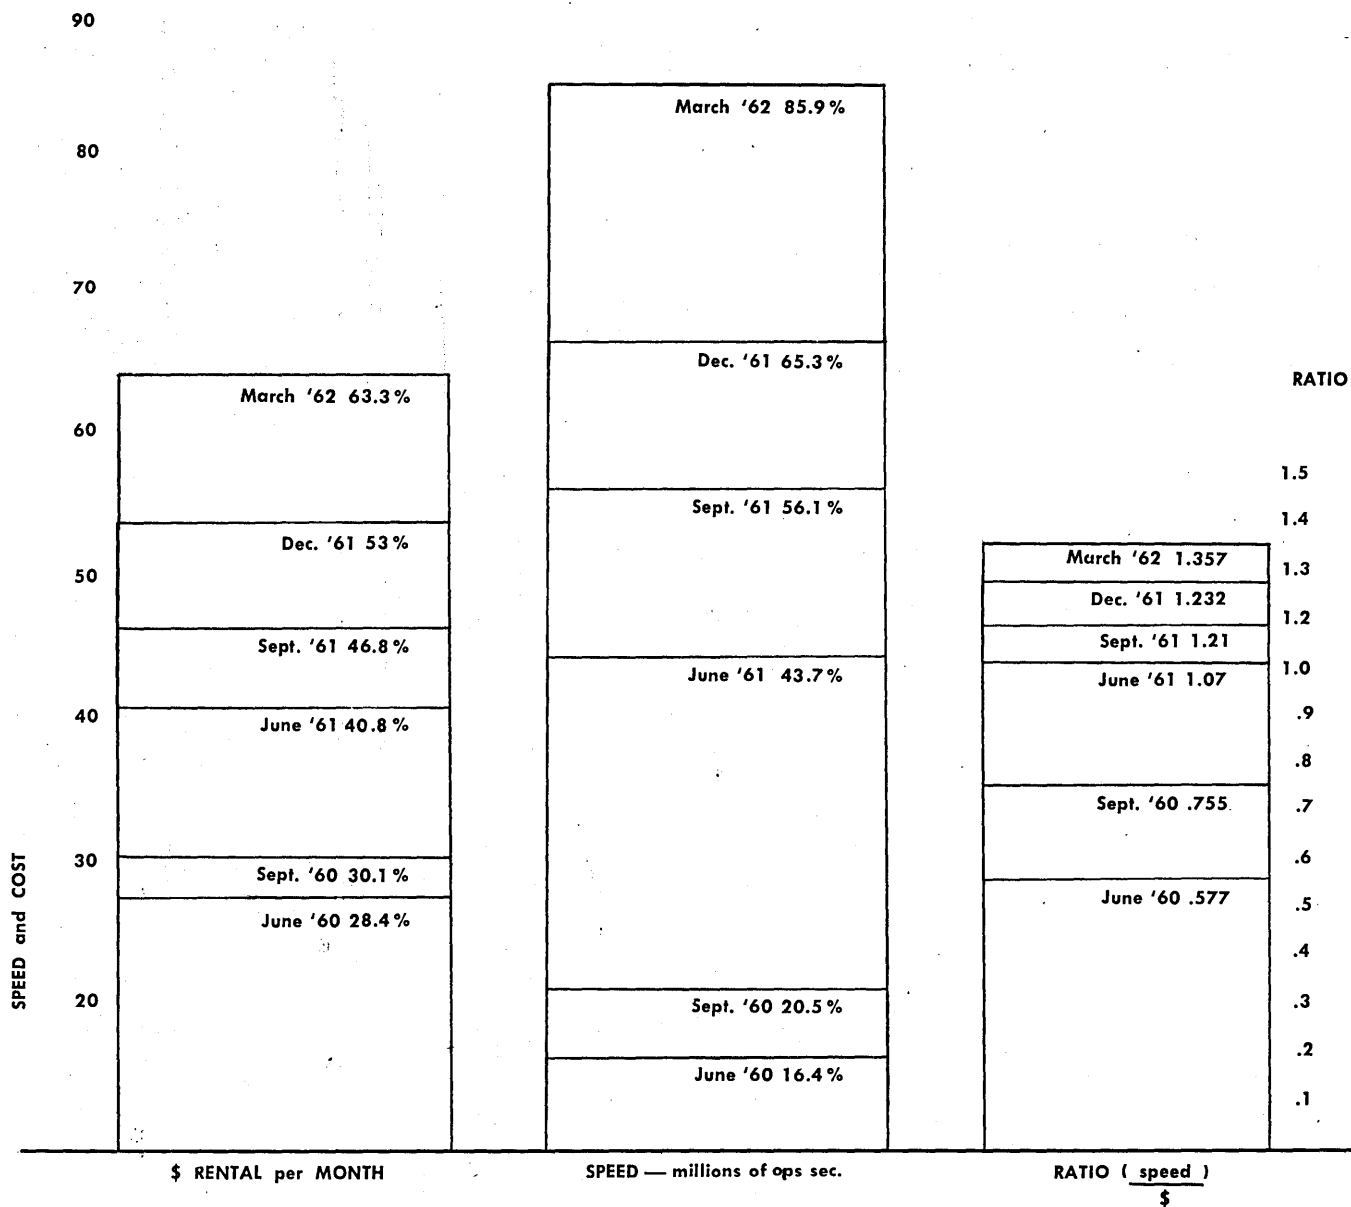 90
80
70
60
50
40
30
20
SPEED and COST
March '62 63.3%
Dec. '61 53%
Sept. '61 46.8%
June '61 40.8%
Sept. '60 30.1%
June '60 28.4%
$ RENTAL per MONTH
March '62 85.9%
Dec. '61 65.3%
Sept. '61 56.1%
June '61 43.7%
Sept. '60 20.5%
June '60 16.4%
SPEED — millions of ops sec.
March '62 1.357
Dec. '61 1.232
Sept. '61 1.21
June '61 1.07
Sept. '60 .755
June '60 .577
RATIO ( speed )
$
RATIO
1.5
1.4
1.3
1.2
1.0
.9
.8
.7
.6
.5
.4
.3
.2
.1